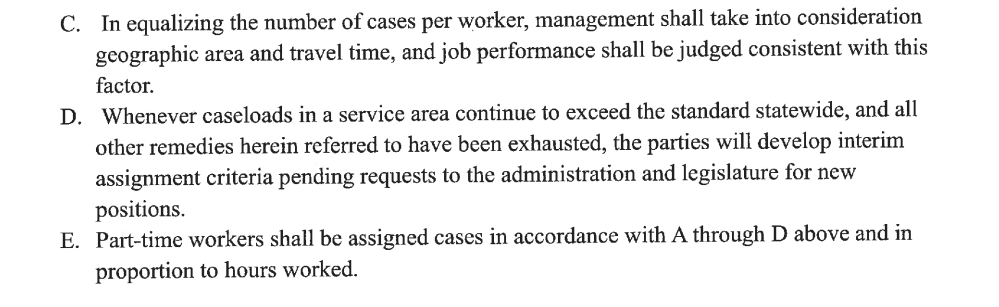 C. In equalizing the number of cases per worker, management shall take into consideration
geographic area and travel time, and job performance shall be judged consistent with this
factor.
D. Whenever caseloads in a service area continue to exceed the standard statewide, and all
other remedies herein referred to have been exhausted, the parties will develop interim
assignment criteria pending requests to the administration and legislature for new
positions.
E. Part-time workers shall be assigned cases in accordance with A through D above and in
proportion to hours worked.